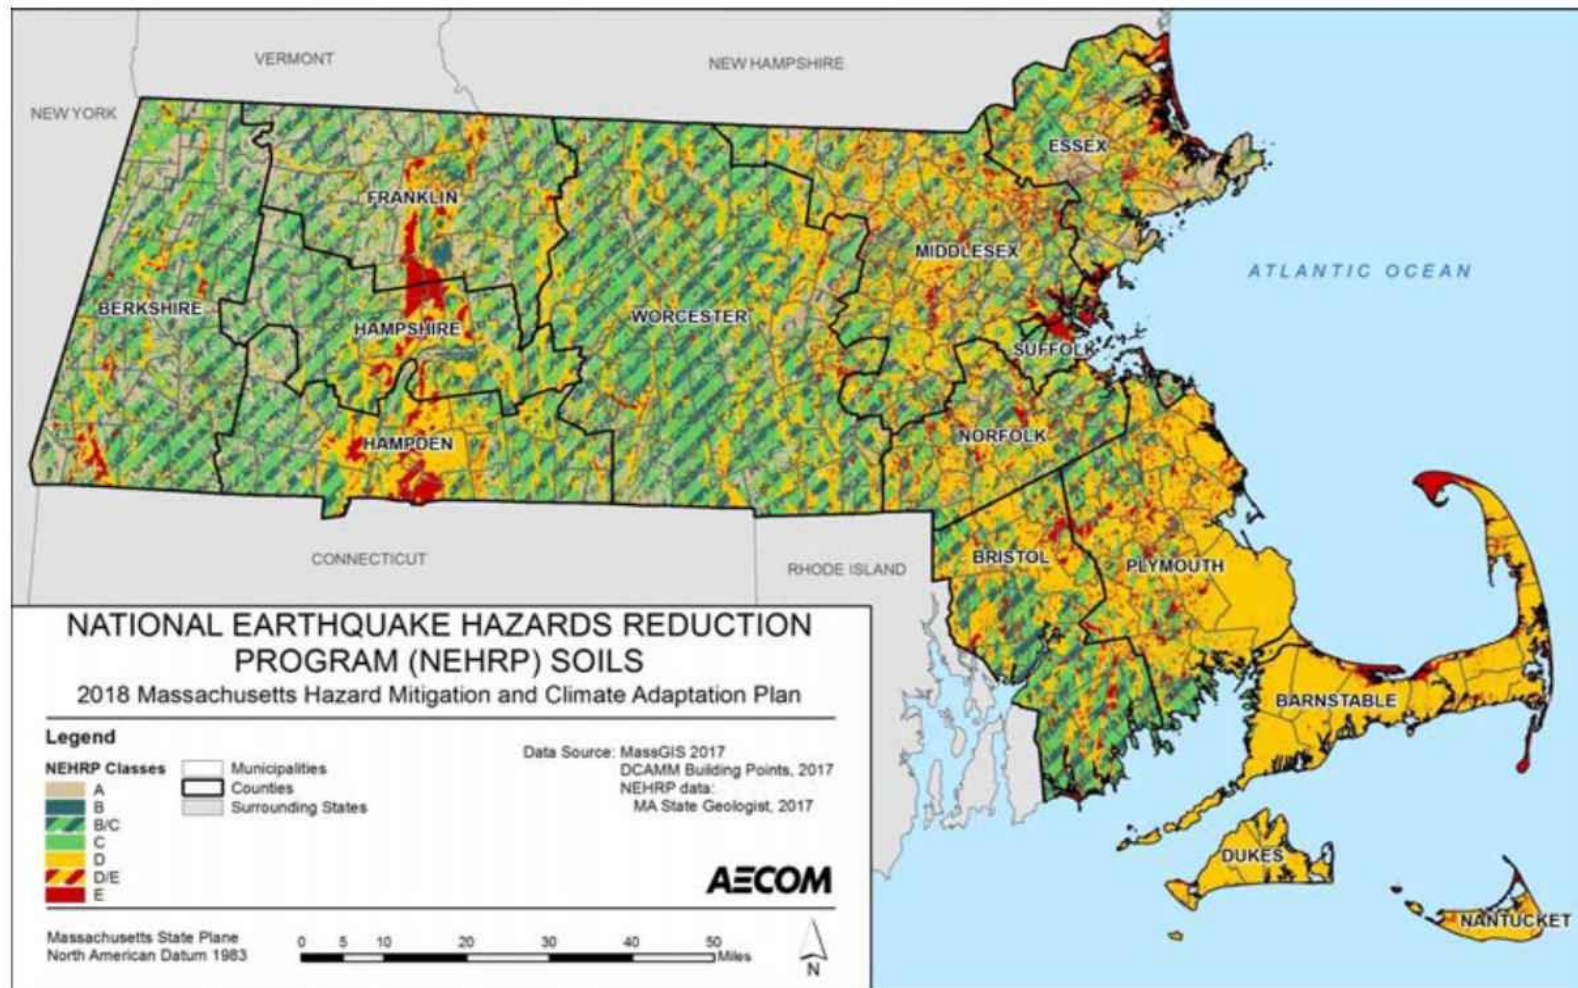 VERMONT
NEW HAMPSHIRE
NEW YORK
ESSEX
FRANKLIN
MIDDLESEX
ATLANTIC OCEAN
BERKSHIRE
HAMPSHIRE
WORCESTER
SUFFOLK
HAMPDEN
NORFOLK
CONNECTICUT
RHODE ISLAND
BRISTOL
PLYMOUTH
BARNSTABLE
DUKES
NANTUCKET
NATIONAL EARTHQUAKE HAZARDS REDUCTION
PROGRAM (NEHRP) SOILS
2018 Massachusetts Hazard Mitigation and Climate Adaptation Plan
Legend
NEHRP Classes
A
B
B/C
C
D
D/E
E
Municipalities
Counties
Surrounding States
Data Source: MassGIS 2017
DCAMM Building Points, 2017
NEHRP data:
MA State Geologist, 2017
AECOM
Massachusetts State Plane
North American Datum 1983
0 5 10 20 30 40 50
Miles
N